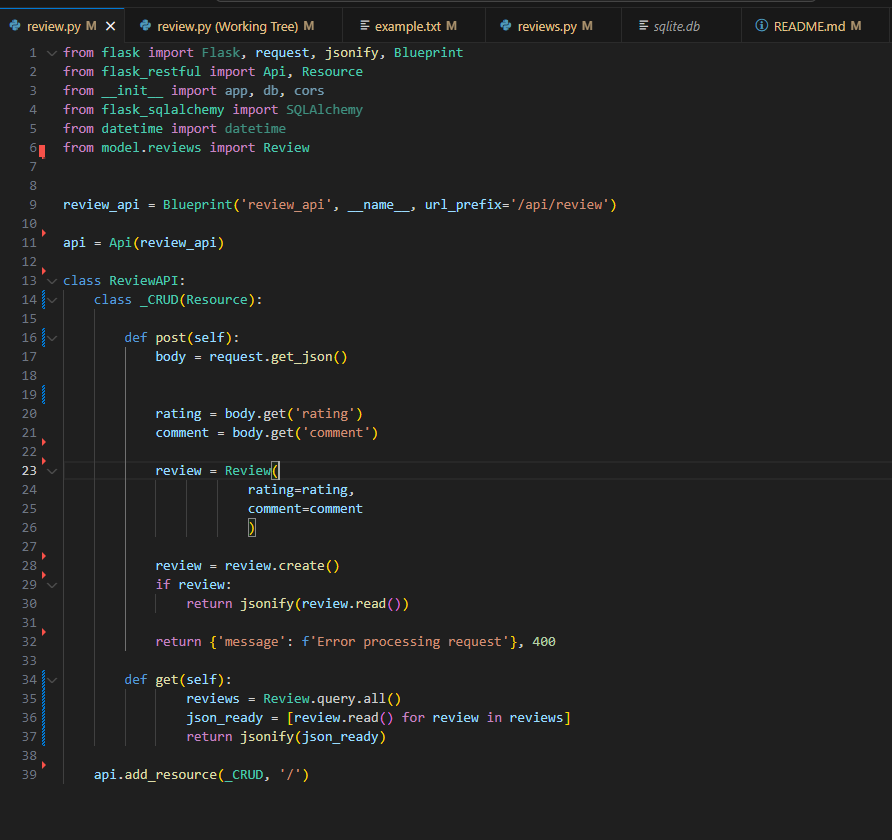 review.py M
review.py (Working Tree) M
example.txt M
reviews.py M
sqlite.db
README.md M
1 from flask import Flask, request, jsonify, Blueprint
2 from flask_restful import Api, Resource
3 from __init__ import app, db, cors
4 from flask_sqlalchemy import SQLAlchemy
5 from datetime import datetime
6 from model.reviews import Review
7
8
9 review_api = Blueprint('review_api', __name__, url_prefix='/api/review')
10
11 api = Api(review_api)
12
13 class ReviewAPI:
14     class _CRUD(Resource):
15
16         def post(self):
17             body = request.get_json()
18
19
20             rating = body.get('rating')
21             comment = body.get('comment')
22
23             review = Review(
24                         rating=rating,
25                         comment=comment
26                         )
27
28             review = review.create()
29             if review:
30                 return jsonify(review.read())
31
32             return {'message': f'Error processing request'}, 400
33
34         def get(self):
35                 reviews = Review.query.all()
36                 json_ready = [review.read() for review in reviews]
37                 return jsonify(json_ready)
38
39     api.add_resource(_CRUD, '/')